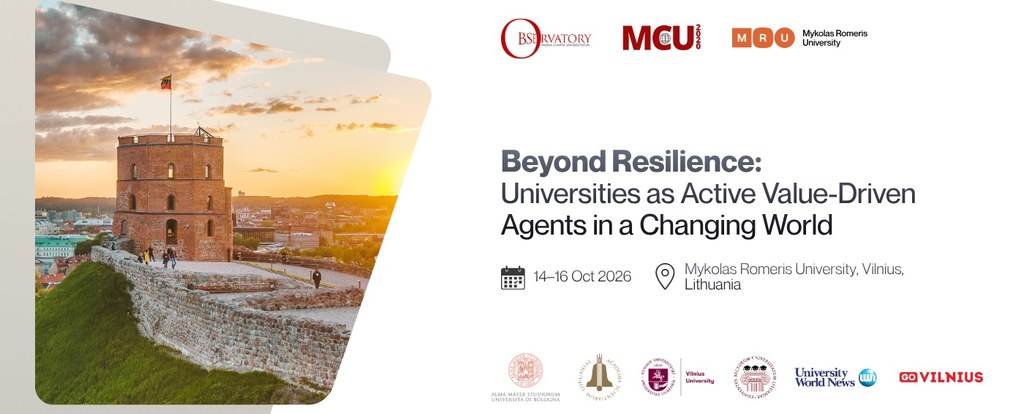 OBSERVATORY
MCU 2026
MRU
Mykolas Romeris
University
Beyond Resilience:
Universities as Active Value-Driven
Agents in a Changing World
14–16 Oct 2026
Mykolas Romeris University, Vilnius,
Lithuania
ALMA MATER STUDIORUM
UNIVERSITÀ DI BOLOGNA
Vilnius
University
University
World News
GO VILNIUS